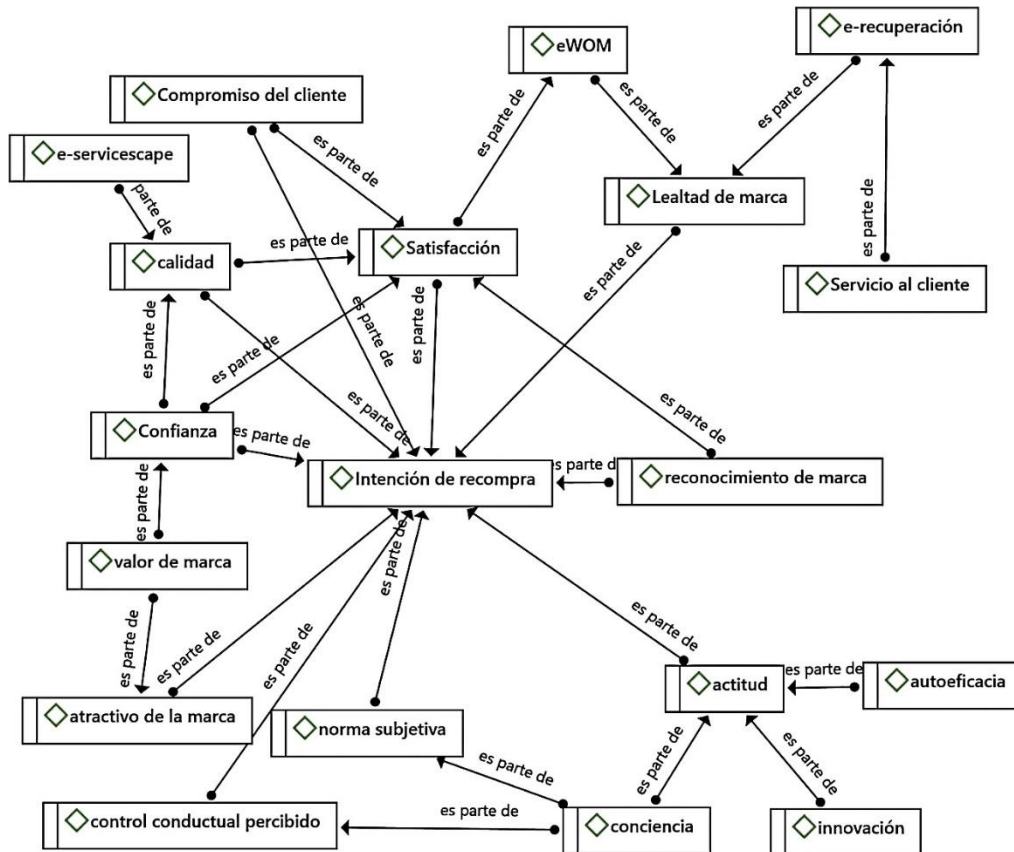 eWOM
e-recuperación
Compromiso del cliente
es parte de
es parte de
es parte de
e-servicescape
es parte de
parte de
Lealtad de marca
es parte de
es parte de
Satisfacción
calidad
es parte de
Servicio al cliente
es parte de
es parte de
es parte de
es parte de
es parte de
es parte de
Confianza
es parte de
es parte de
Intención de recompra
es parte d
reconocimiento de marca
es parte de
es parte de
valor de marca
es parte de
es parte de
es parte de
es parte de
actitud
es parte de
autoeficacia
atractivo de la marca
norma subjetiva
es parte de
es parte de
es parte de
control conductual percibido
es parte de
conciencia
innovación